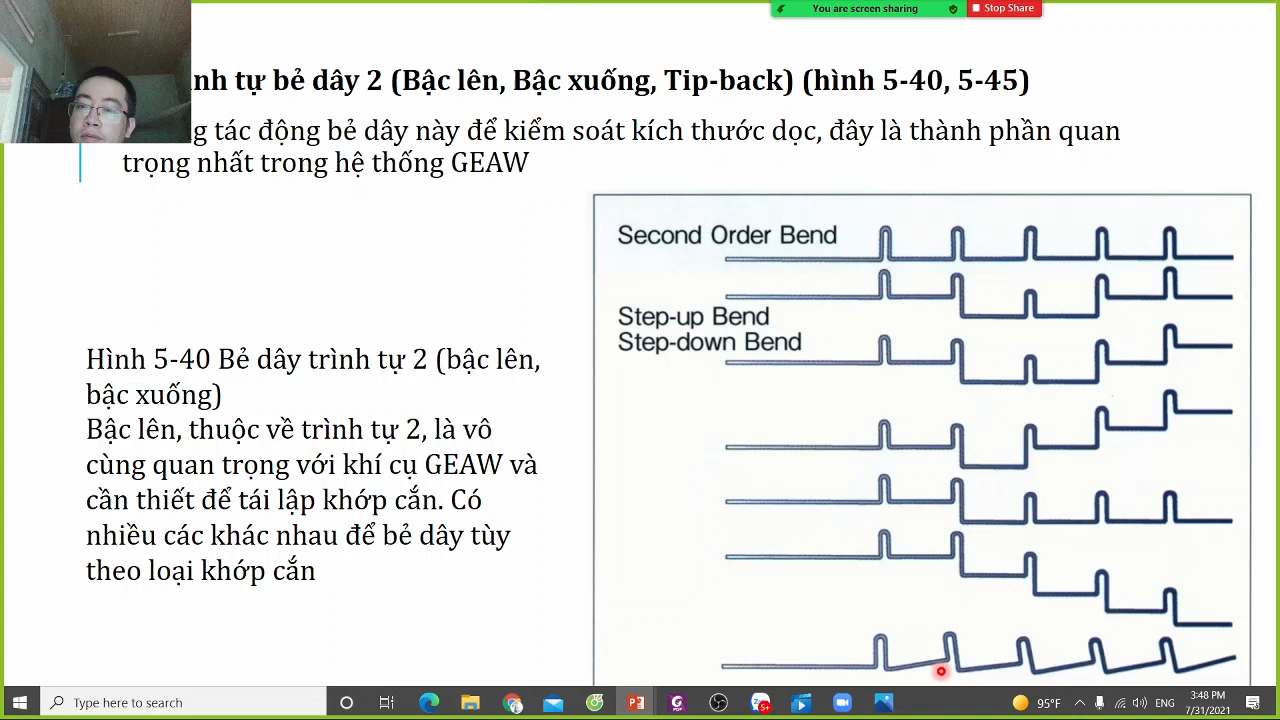 You are screen sharing
Stop Share
tự bẻ dây 2 (Bậc lên, Bậc xuống, Tip-back) (hình 5-40, 5-45)
tác động bẻ dây này để kiểm soát kích thước dọc, đây là thành phần quan
trọng nhất trong hệ thống GEAW
Second Order Bend
Step-up Bend
Step-down Bend
Hình 5-40 Bẻ dây trình tự 2 (bậc lên,
bậc xuống)
Bậc lên, thuộc về trình tự 2, là vô
cùng quan trọng với khí cụ GEAW và
cần thiết để tái lập khớp cắn. Có
nhiều các khác nhau để bẻ dây tùy
theo loại khớp cắn
Type here to search
95°F
ENG
3:48 PM
7/31/2021